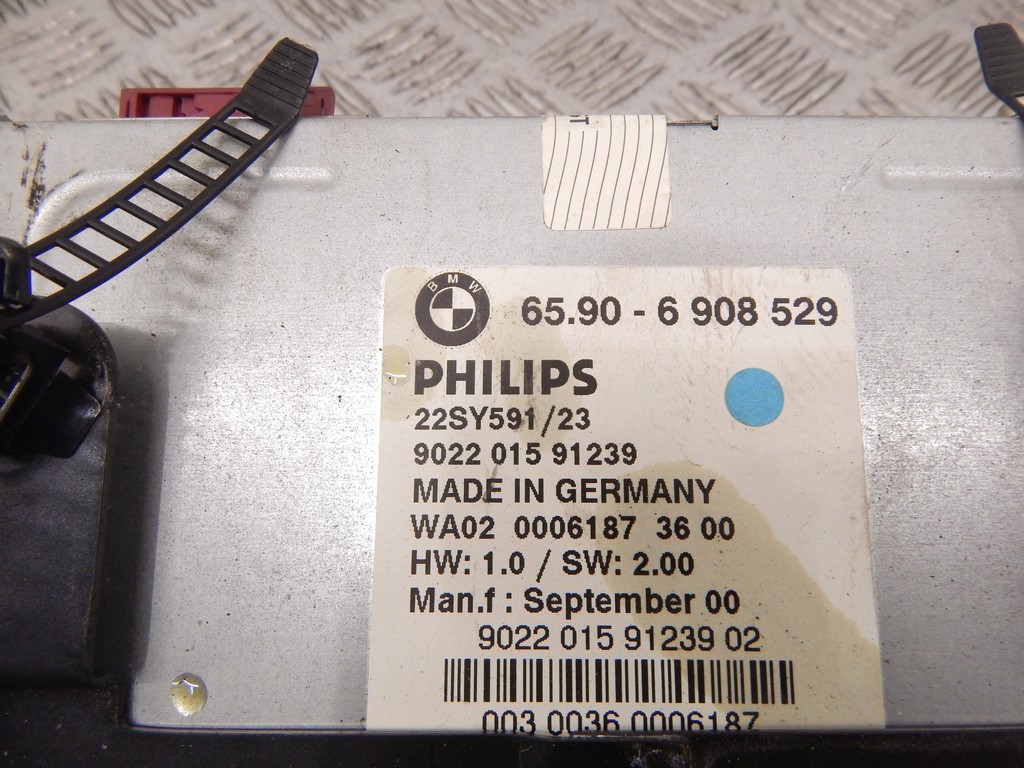 BMW
65.90 - 6 908 529
PHILIPS
22SY591/23
9022 015 91239
MADE IN GERMANY
WA02 0006187 36 00
HW: 1.0 / SW: 2.00
Man.f : September 00
9022 015 91239 02
003 0036 0006187